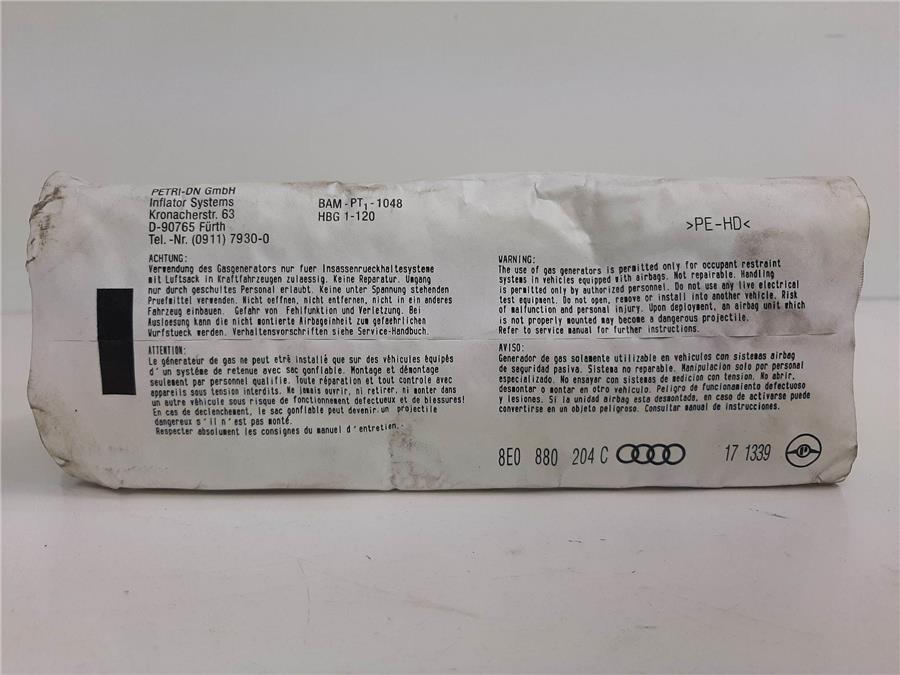 PETRI-DN GmbH
Inflator Systems
Kronacherstr. 63
D-90765 Fürth
Tel. -Nr. (0911) 7930-0
BAM-PT1-1048
HBG 1-120
>PE-HD<
ACHTUNG:
Verwendung des Gasgenerators nur fuer Insassenrueckhaltesysteme
mit Luftsack in Kraftfahrzeugen zulaessig. Keine Reparatur. Umgang
nur durch geschultes Personal erlaubt. Keine unter Spannung stehenden
Pruefmittel verwenden. Nicht oeffnen, nicht entfernen, nicht in ein anderes
Fahrzeug einbauen. Gefahr von Fehlfunktion und Verletzung. Bei
Ausloesung kann die nicht montierte Airbageinheit zum gefaehrlichen
Wurfstueck werden. Verhaltensvorschriften siehe Service-Handbuch.
ATTENTION:
Le générateur de gas ne peut etrè installé que sur des véhicules équipés
d'un système de retenue avec sac gonflable. Montage et démontage
seulement par personnel qualifie. Toute réparation et tout controle avec
appareils sous tension interdits. Ne jamais ouvrir, ni retirer, ni monter dans
un autre véhicule sous risque de fonctionnement defectueux et de blessures!
En cas de declenchement, le sac gonflable peut devenir un projectile
dangereux s'il n'est pas monté.
Respecter absolument les consignes du manuel d'entretien.
WARNING:
The use of gas generators is permitted only for occupant restraint
systems in vehicles equipped with airbags. Not repairable. Handling
is permitted only by authorized personnel. Do not use any live electrical
test equipment. Do not open, remove or install into another vehicle. Risk
of malfunction and personal injury. Upon deployment, an airbag unit which
is not properly mounted may become a dangerous projectile.
Refer to service manual for further instructions.
AVISO:
Generador de gas solamente utilizable en vehiculos con sistemas airbag
de seguridad pasiva. Sistema no reparable. Manipulacion solo por personal
especializado. No ensayar con sistemas de medicion con tension. No abrir,
desmontar o montar en otro vehículo. Peligro de funcionamiento defectuoso
y lesiones. Si la unidad airbag esta desmontada, en caso de activarse puede
convertirse en un objeto peligroso. Consultar manual de instrucciones.
8E0 880 204 C
17 1339